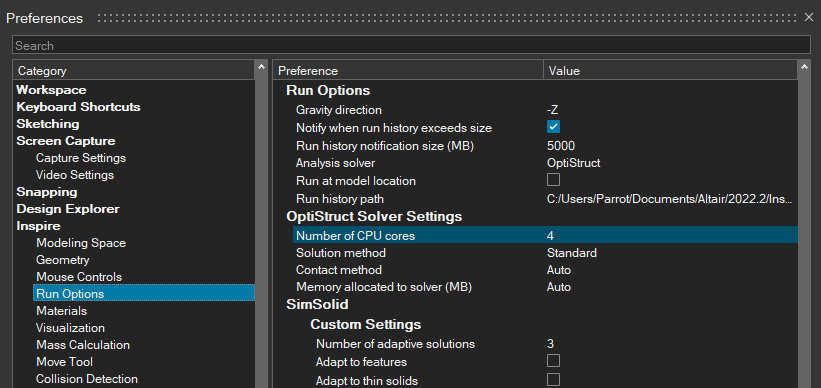 Preferences
Search
Category
Workspace
Keyboard Shortcuts
Sketching
Screen Capture
Capture Settings
Video Settings
Snapping
Design Explorer
Inspire
Modeling Space
Geometry
Mouse Controls
Run Options
Materials
Visualization
Mass Calculation
Move Tool
Collision Detection
Preference Value
Run Options
Gravity direction -Z
Notify when run history exceeds size
Run history notification size (MB) 5000
Analysis solver OptiStruct
Run at model location
Run history path C:/Users/Parrot/Documents/Altair/2022.2/Ins...
OptiStruct Solver Settings
Number of CPU cores 4
Solution method Standard
Contact method Auto
Memory allocated to solver (MB) Auto
SimSolid
Custom Settings
Number of adaptive solutions 3
Adapt to features
Adapt to thin solids